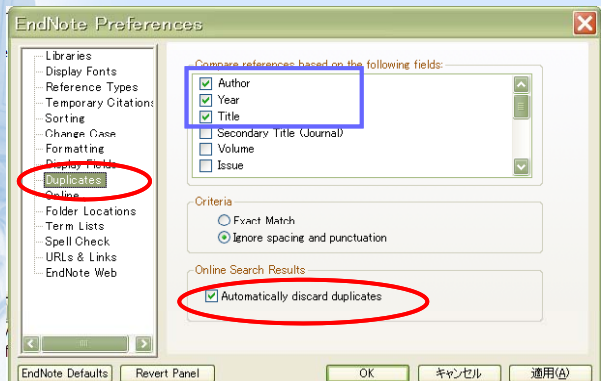 EndNote Preferences
Libraries
Display Fonts
Reference Types
Temporary Citations
Sorting
Change Case
Formatting
Display Fields
Duplicates
Online
Folder Locations
Term Lists
Spell Check
URLs & Links
EndNote Web
Compare references based on the following fields:
Author
Year
Title
Secondary Title (Journal)
Volume
Issue
Criteria
Exact Match
Ignore spacing and punctuation
Online Search Results
Automatically discard duplicates
EndNote Defaults
Revert Panel
OK
キャンセル
適用(A)